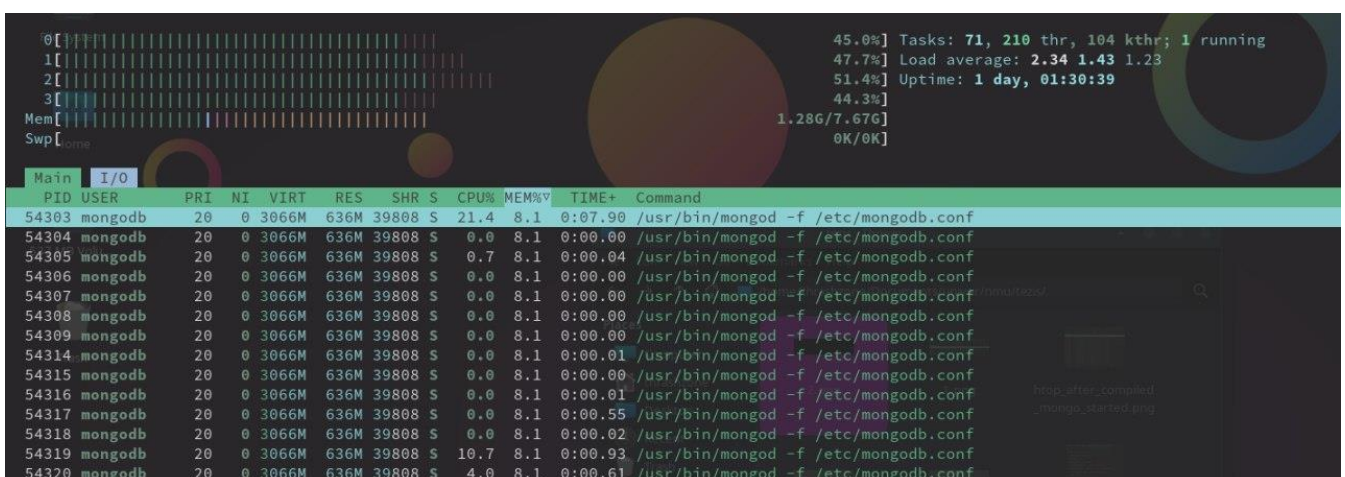 0[45.0%] Tasks: 71, 210 thr, 104 kthr; 1 running
1[47.7%] Load average: 2.34 1.43 1.23
2[51.4%] Uptime: 1 day, 01:30:39
3[44.3%]
Mem[1.28G/7.67G]
Swp[0K/0K]
Home
Main I/O
PID USER PRI NI VIRT RES SHR S CPU% MEM%▽ TIME+ Command
54303 mongodb 20 0 3066M 636M 39808 S 21.4 8.1 0:07.90 /usr/bin/mongod -f /etc/mongodb.conf
54304 mongodb 20 0 3066M 636M 39808 S 0.0 8.1 0:00.00 /usr/bin/mongod -f /etc/mongodb.conf
54305 mongodb 20 0 3066M 636M 39808 S 0.7 8.1 0:00.04 /usr/bin/mongod -f /etc/mongodb.conf
54306 mongodb 20 0 3066M 636M 39808 S 0.0 8.1 0:00.00 /usr/bin/mongod -f /etc/mongodb.conf
54307 mongodb 20 0 3066M 636M 39808 S 0.0 8.1 0:00.00 /usr/bin/mongod -f /etc/mongodb.conf
54308 mongodb 20 0 3066M 636M 39808 S 0.0 8.1 0:00.00 /usr/bin/mongod -f /etc/mongodb.conf
54309 mongodb 20 0 3066M 636M 39808 S 0.0 8.1 0:00.00 /usr/bin/mongod -f /etc/mongodb.conf
54314 mongodb 20 0 3066M 636M 39808 S 0.0 8.1 0:00.01 /usr/bin/mongod -f /etc/mongodb.conf
54315 mongodb 20 0 3066M 636M 39808 S 0.0 8.1 0:00.00 /usr/bin/mongod -f /etc/mongodb.conf
54316 mongodb 20 0 3066M 636M 39808 S 0.0 8.1 0:00.01 /usr/bin/mongod -f /etc/mongodb.conf
54317 mongodb 20 0 3066M 636M 39808 S 0.0 8.1 0:00.55 /usr/bin/mongod -f /etc/mongodb.conf
54318 mongodb 20 0 3066M 636M 39808 S 0.0 8.1 0:00.02 /usr/bin/mongod -f /etc/mongodb.conf
54319 mongodb 20 0 3066M 636M 39808 S 10.7 8.1 0:00.93 /usr/bin/mongod -f /etc/mongodb.conf
54320 mongodb 20 0 3066M 636M 39808 S 4.0 8.1 0:00.61 /usr/bin/mongod -f /etc/mongodb.conf
htop_after_compiled
_mongo_started.png